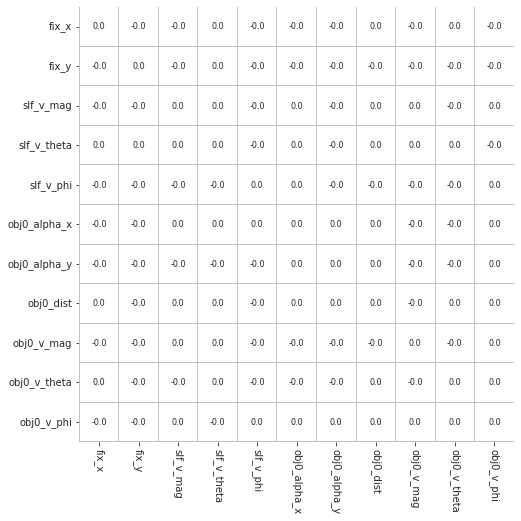 fix_x 0.0 -0.0 -0.0 0.0 -0.0 -0.0 -0.0 0.0 -0.0 0.0 -0.0
fix_y -0.0 0.0 -0.0 0.0 -0.0 -0.0 -0.0 -0.0 -0.0 -0.0 -0.0
slf_v_mag -0.0 -0.0 0.0 0.0 -0.0 0.0 -0.0 0.0 0.0 -0.0 0.0
slf_v_theta 0.0 0.0 0.0 0.0 -0.0 0.0 -0.0 0.0 -0.0 0.0 -0.0
slf_v_phi -0.0 -0.0 -0.0 -0.0 0.0 0.0 -0.0 -0.0 -0.0 -0.0 0.0
obj0_alpha_x -0.0 -0.0 0.0 0.0 0.0 0.0 0.0 0.0 -0.0 -0.0 0.0
obj0_alpha_y -0.0 -0.0 -0.0 -0.0 -0.0 0.0 0.0 0.0 -0.0 0.0 0.0
obj0_dist 0.0 -0.0 0.0 0.0 -0.0 0.0 0.0 0.0 -0.0 0.0 0.0
obj0_v_mag -0.0 -0.0 0.0 -0.0 -0.0 -0.0 -0.0 -0.0 0.0 -0.0 0.0
obj0_v_theta 0.0 -0.0 -0.0 0.0 -0.0 -0.0 0.0 0.0 -0.0 0.0 0.0
obj0_v_phi -0.0 -0.0 0.0 -0.0 0.0 0.0 0.0 0.0 0.0 0.0 0.0
fix_x fix_y slf_v_mag slf_v_theta slf_v_phi obj0_alpha_x obj0_alpha_y obj0_dist obj0_v_mag obj0_v_theta obj0_v_phi